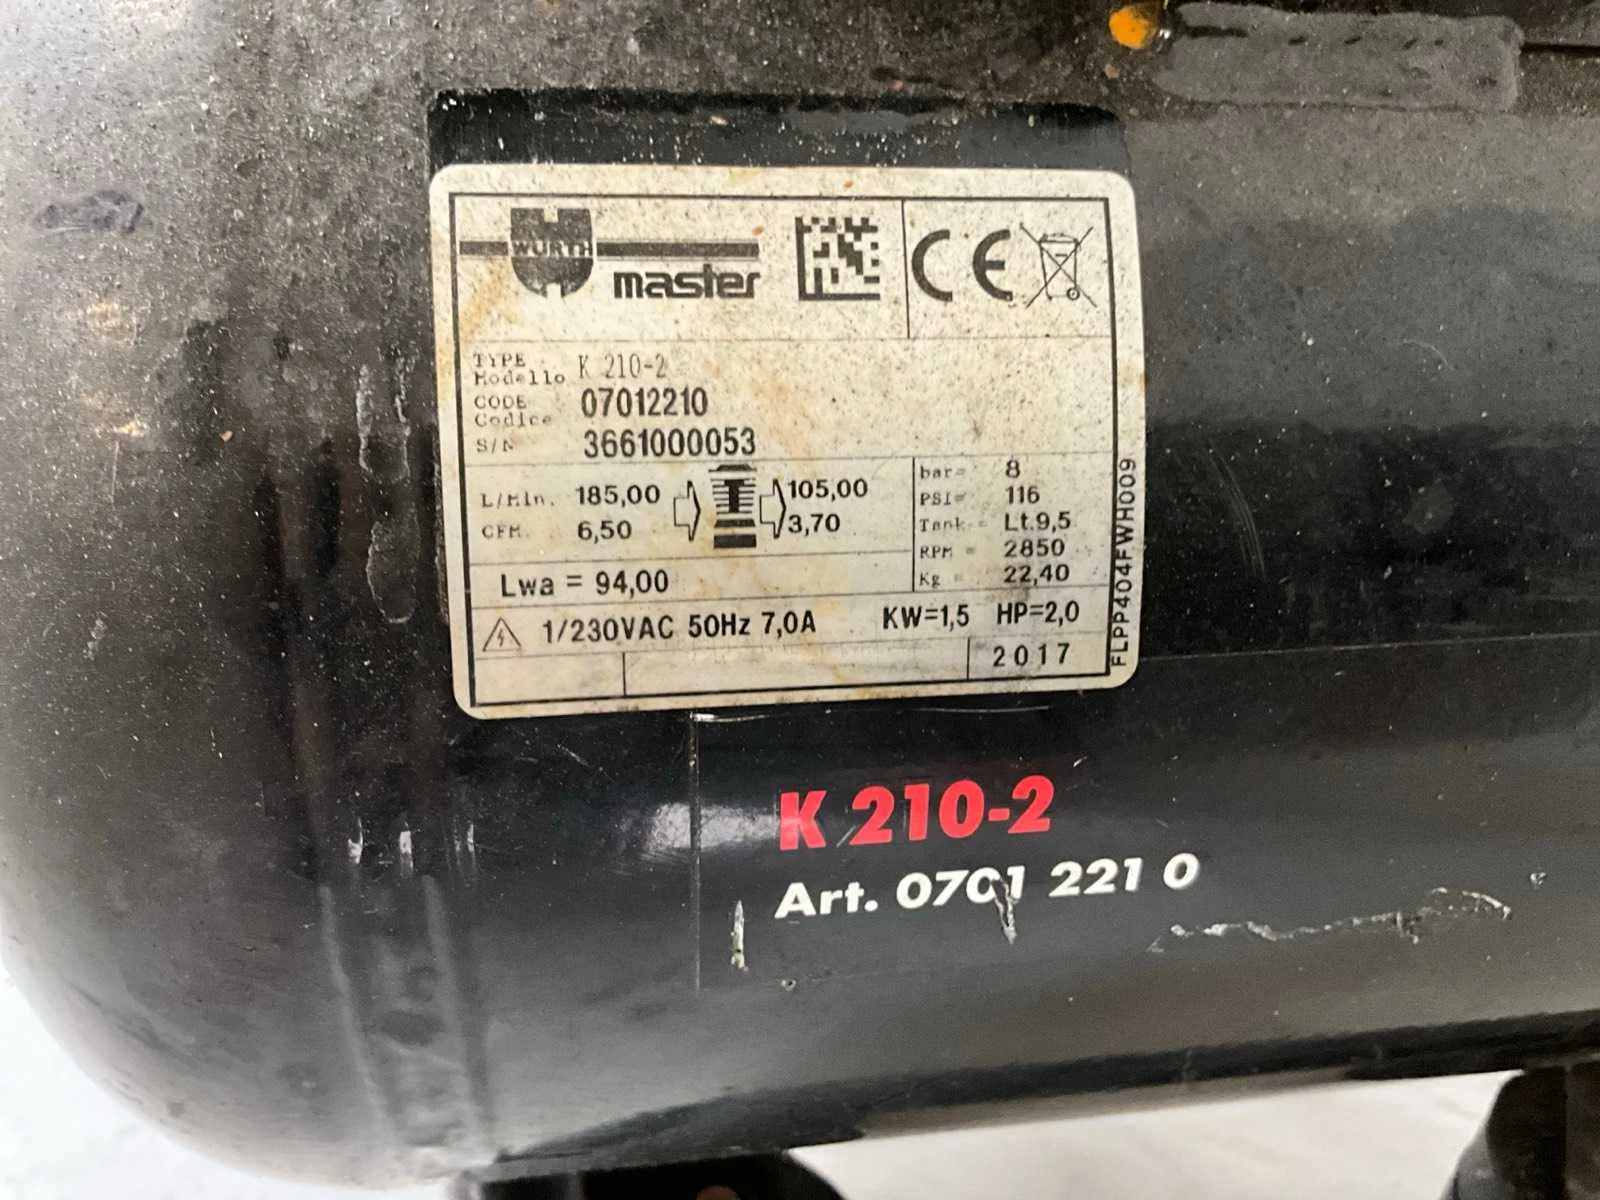 WÜRTH
master
CE
TYPE K 210-2
Modello
CODE 07012210
Codice
S/N 3661000053
L/Min. 185,00 105,00
CFM. 6,50 3,70
bar= 8
PSI= 116
Tank = Lt.9,5
RPM = 2850
Kg = 22,40
Lwa = 94,00
1/230VAC 50Hz 7,0A KW=1,5 HP=2,0
2017
FLPP404FWH009
K 210-2
Art. 0701 221 0